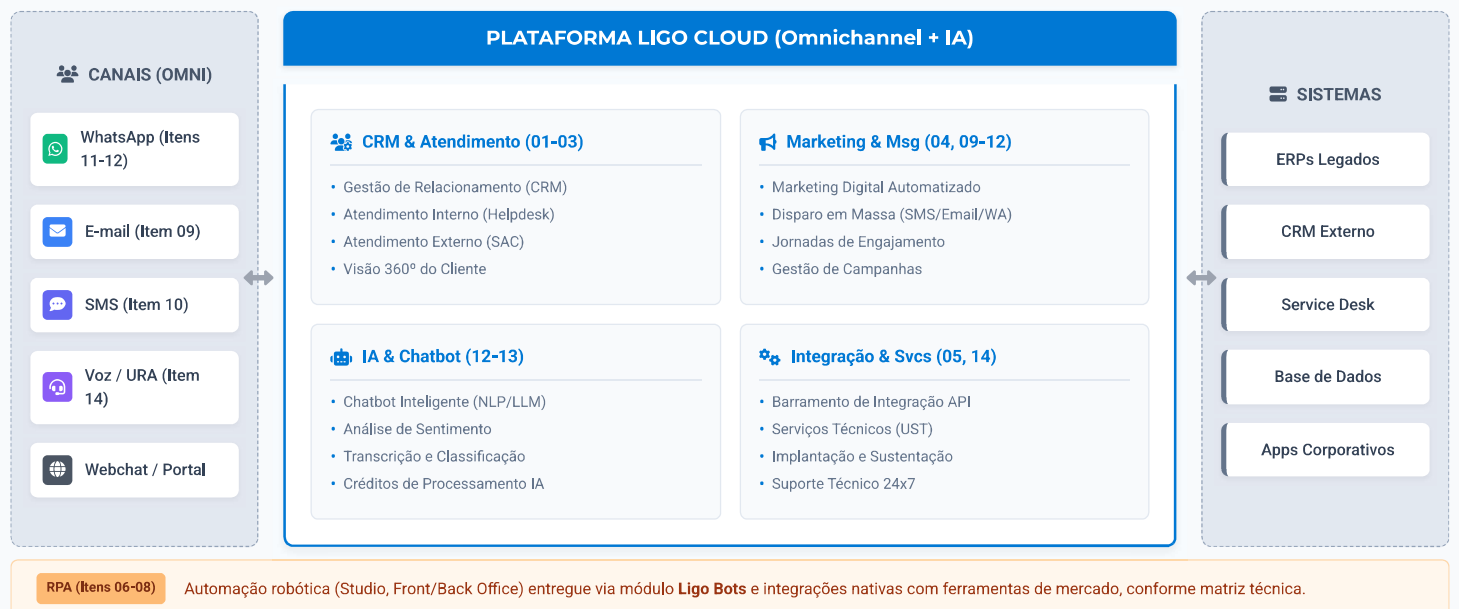 CANAIS (OMNI)
WhatsApp (Itens
11-12)
E-mail (Item 09)
SMS (Item 10)
Voz / URA (Item
14)
Webchat / Portal
PLATAFORMA LIGO CLOUD (Omnichannel + IA)
CRM & Atendimento (01-03)
• Gestão de Relacionamento (CRM)
• Atendimento Interno (Helpdesk)
• Atendimento Externo (SAC)
• Visão 360º do Cliente
Marketing & Msg (04, 09-12)
• Marketing Digital Automatizado
• Disparo em Massa (SMS/Email/WA)
• Jornadas de Engajamento
• Gestão de Campanhas
IA & Chatbot (12-13)
• Chatbot Inteligente (NLP/LLM)
• Análise de Sentimento
• Transcrição e Classificação
• Créditos de Processamento IA
Integração & Svcs (05, 14)
• Barramento de Integração API
• Serviços Técnicos (UST)
• Implantação e Sustentação
• Suporte Técnico 24x7
SISTEMAS
ERPs Legados
CRM Externo
Service Desk
Base de Dados
Apps Corporativos
RPA (Itens 06-08) Automação robótica (Studio, Front/Back Office) entregue via módulo Ligo Bots e integrações nativas com ferramentas de mercado, conforme matriz técnica.